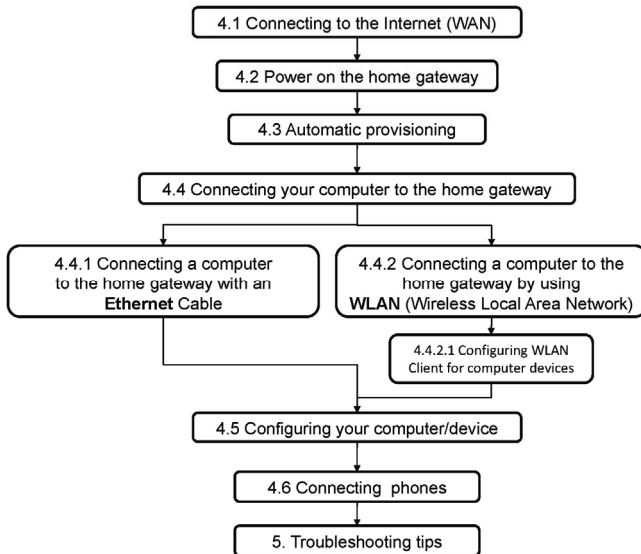 4.1 Connecting to the Internet (WAN)
4.2 Power on the home gateway
4.3 Automatic provisioning
4.4 Connecting your computer to the home gateway
4.4.1 Connecting a computer
to the home gateway with an
Ethernet Cable
4.4.2 Connecting a computer to the
home gateway by using
WLAN (Wireless Local Area Network)
4.4.2.1 Configuring WLAN
Client for computer devices
4.5 Configuring your computer/device
4.6 Connecting phones
5. Troubleshooting tips